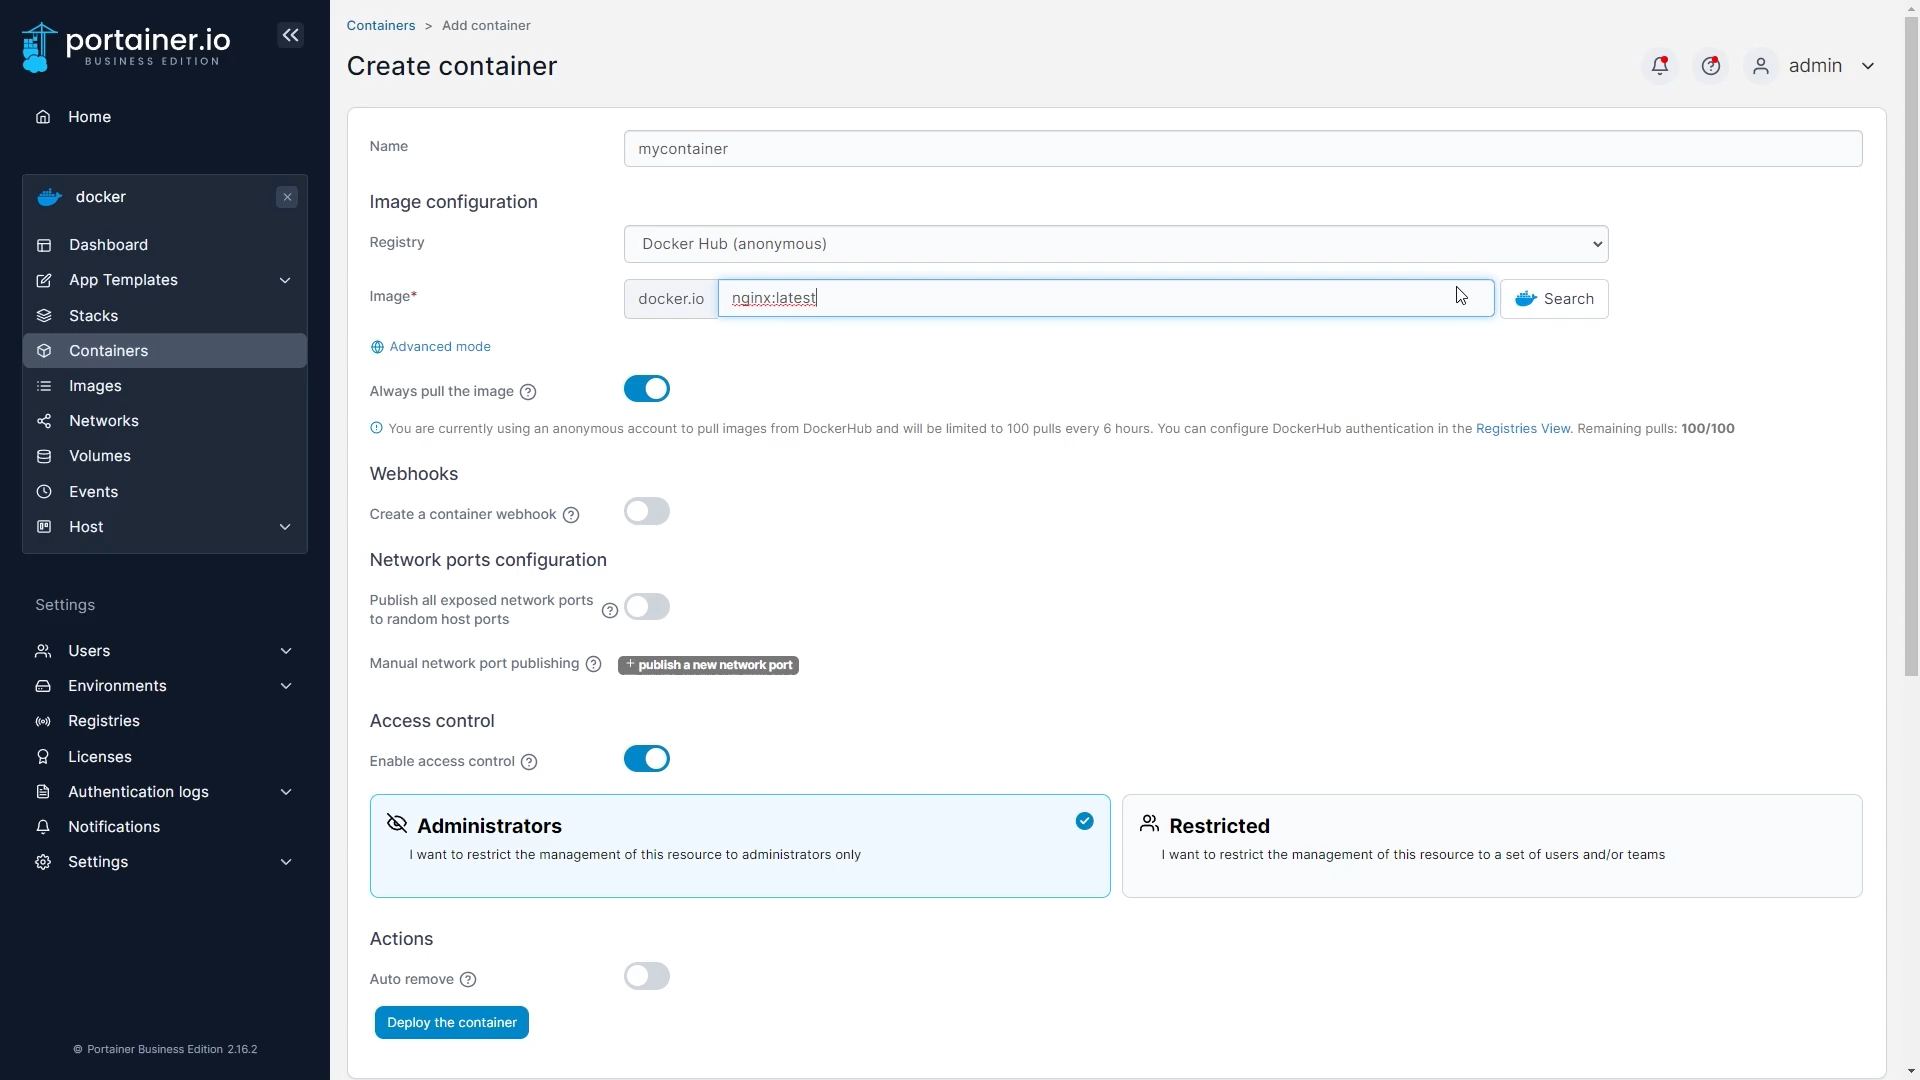 portainer.io
BUSINESS EDITION
Home
docker
Dashboard
App Templates
Stacks
Containers
Images
Networks
Volumes
Events
Host
Settings
Users
Environments
Registries
Licenses
Authentication logs
Notifications
Settings
© Portainer Business Edition 2.16.2
Containers > Add container
Create container
admin
Name
mycontainer
Image configuration
Registry
Docker Hub (anonymous)
Image*
docker.io
nginx:latest
Search
Advanced mode
Always pull the image
You are currently using an anonymous account to pull images from DockerHub and will be limited to 100 pulls every 6 hours. You can configure DockerHub authentication in the Registries View. Remaining pulls: 100/100
Webhooks
Create a container webhook
Network ports configuration
Publish all exposed network ports
to random host ports
Manual network port publishing
+ publish a new network port
Access control
Enable access control
Administrators
I want to restrict the management of this resource to administrators only
Restricted
I want to restrict the management of this resource to a set of users and/or teams
Actions
Auto remove
Deploy the container